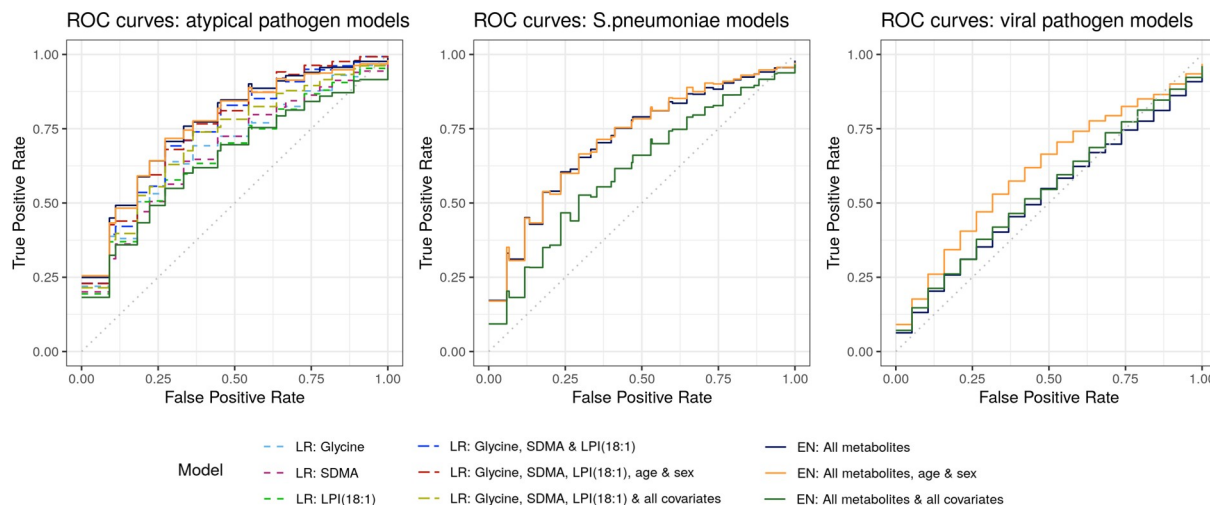 ROC curves: atypical pathogen models
ROC curves: S.pneumoniae models
ROC curves: viral pathogen models
True Positive Rate
1.00
0.75
0.50
0.25
0.00
0.00 0.25 0.50 0.75 1.00
False Positive Rate
True Positive Rate
1.00
0.75
0.50
0.25
0.00
0.00 0.25 0.50 0.75 1.00
False Positive Rate
True Positive Rate
1.00
0.75
0.50
0.25
0.00
0.00 0.25 0.50 0.75 1.00
False Positive Rate
Model
LR: Glycine
LR: SDMA
LR: LPI(18:1)
LR: Glycine, SDMA & LPI(18:1)
LR: Glycine, SDMA, LPI(18:1), age & sex
LR: Glycine, SDMA, LPI(18:1) & all covariates
EN: All metabolites
EN: All metabolites, age & sex
EN: All metabolites & all covariates